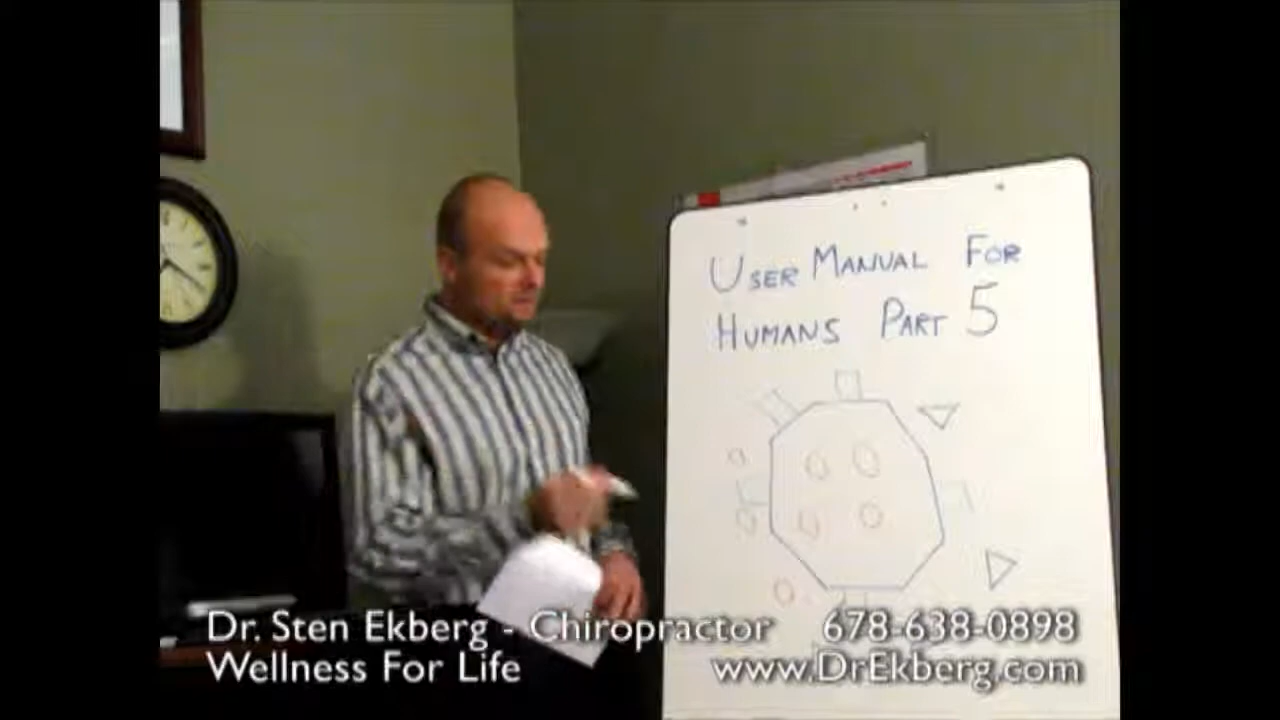 USER MANUAL FOR
HUMANS PART 5
Dr. Sten Ekberg - Chiropractor 678-638-0898
Wellness For Life www.DrEkberg.com